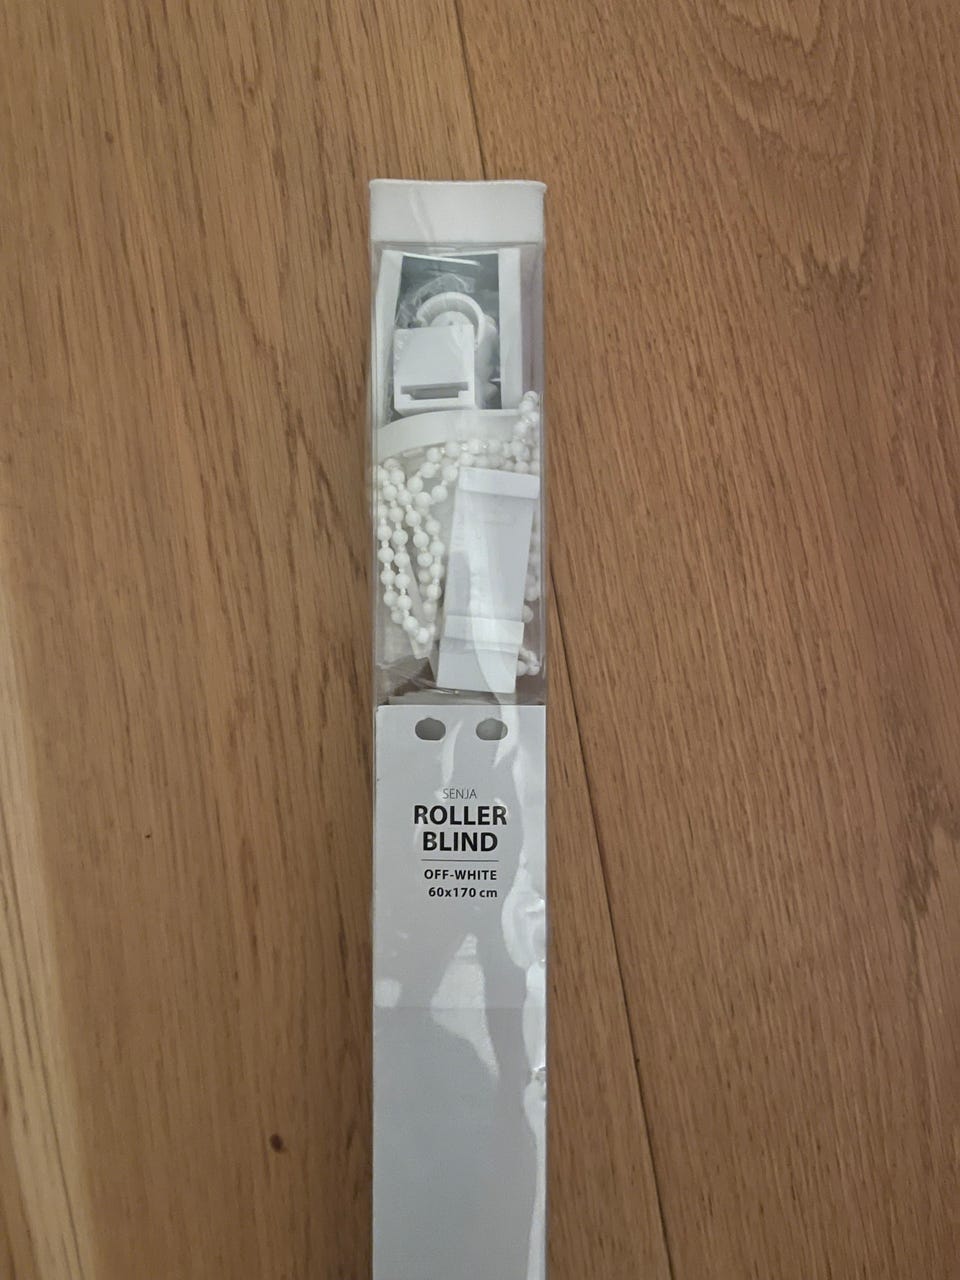 SENJA
ROLLER
BLIND
OFF-WHITE
60x170 cm